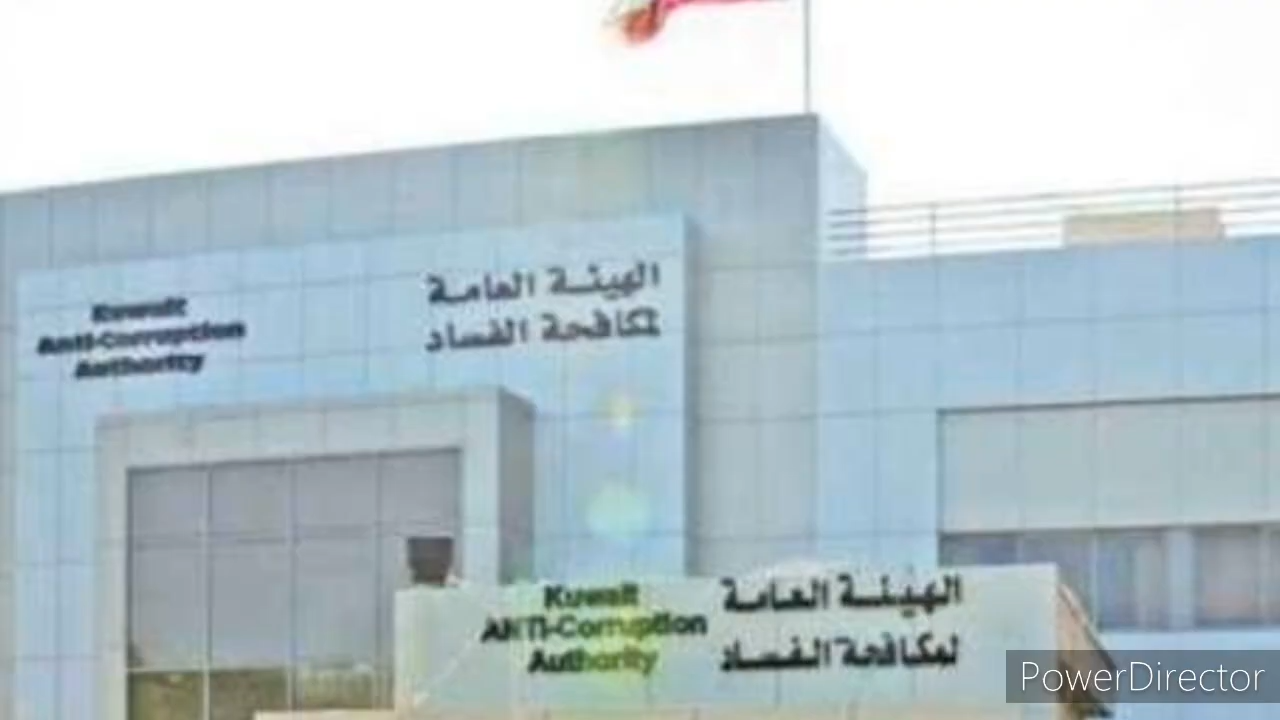 الهيئة العامة
لمكافحة الفساد
Kuwait
Anti-Corruption
Authority
الهيئة العامة
لمكافحة الفساد
Kuwait
ANTI-Corruption
Authority
PowerDirector